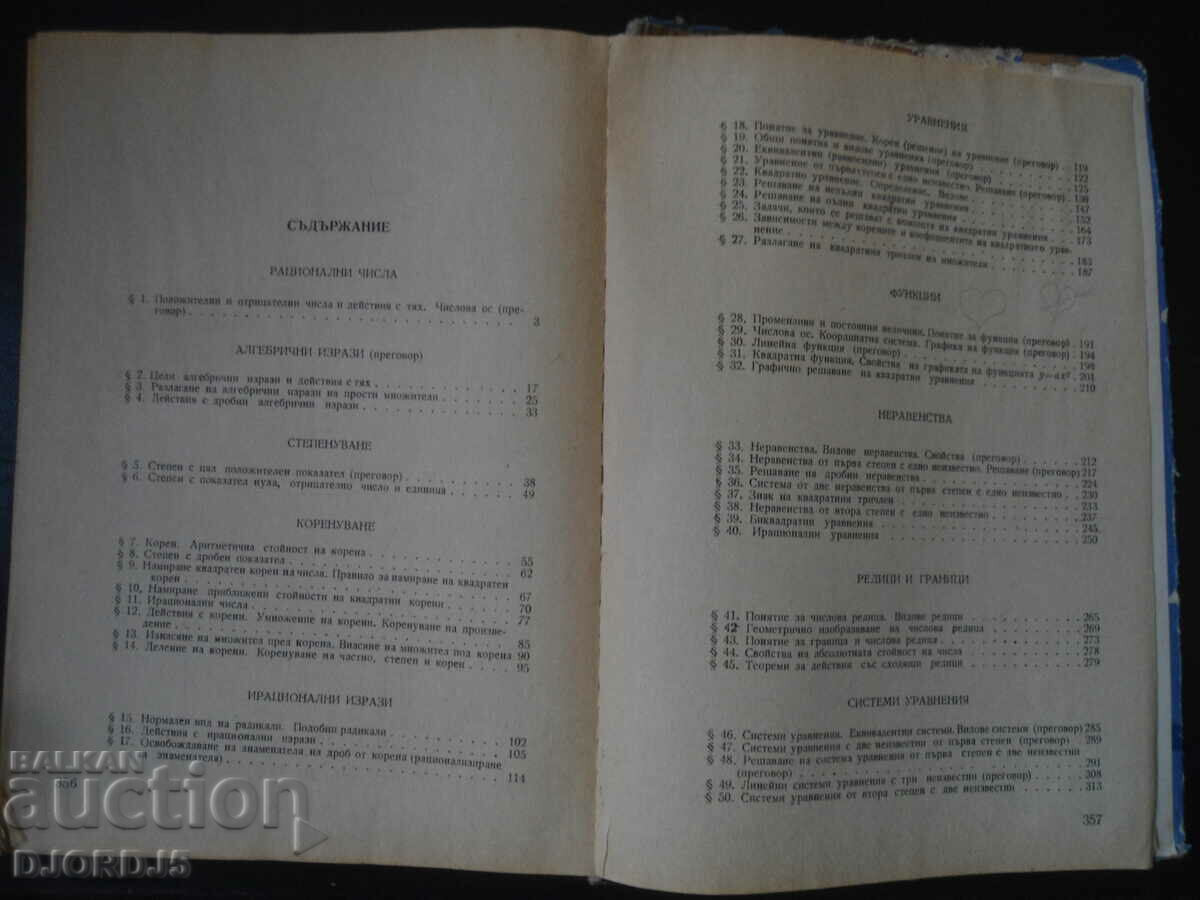 СЪДЪРЖАНИЕ
РАЦИОНАЛНИ ЧИСЛА
§ 1. Положителни и отрицателни числа и действия с тях. Числова ос (пре-
говор) 3
АЛГЕБРИЧНИ ИЗРАЗИ (преговор)
§ 2. Цели алгебрични изрази и действия с тях 17
§ 3. Разлагане на алгебрични изрази на прости множители 25
§ 4. Действия с дробни алгебрични изрази 33
СТЕПЕНУВАНЕ
§ 5. Степен с цял положителен показател (преговор) 38
§ 6. Степен с показател нула, отрицателно число и единица 49
КОРЕНУВАНЕ
§ 7. Корен. Аритметична стойност на корена 55
§ 8. Степен с дробен показател 62
§ 9. Намиране квадратен корен на числа. Правило за намиране на квадратен
корен 67
§ 10. Намиране приближени стойности на квадратни корени 70
§ 11. Ирационални числа 77
§ 12. Действия с корени. Умножение на корени. Коренуване на произве-
дение 85
§ 13. Изнасяне на множител пред корена. Внасяне на множител под корена 90
§ 14. Деление на корени. Коренуване на частно, степен и корен 95
ИРАЦИОНАЛНИ ИЗРАЗИ
§ 15. Нормален вид на радикали. Подобни радикали 102
§ 16. Действия с ирационални изрази 105
§ 17. Освобождаване на знаменателя на дроб от корена (рационализиране
на знаменателя) 114
356
УРАВНЕНИЯ
§ 18. Понятие за уравнение. Корен (решение) на уравнение (преговор) 119
§ 19. Общи понятия и видове уравнения (преговор) 122
§ 20. Еквивалентни (равносилни) уравнения (преговор) 125
§ 21. Уравнение от първа степен с едно неизвестно. Решаване (преговор) 130
§ 22. Квадратно уравнение. Определение. Видове 147
§ 23. Решаване на непълни квадратни уравнения 152
§ 24. Решаване на пълни квадратни уравнения 164
§ 25. Задачи, които се решават с помощта на квадратни уравнения 173
§ 26. Зависимости между корените и коефициентите на квадратното урав-
нение 183
§ 27. Разлагане на квадратния тричлен на множители 187
ФУНКЦИИ
§ 28. Променливи и постоянни величини. Понятие за функция (преговор) 191
§ 29. Числова ос. Координатна система. Графика на функция (преговор) 194
§ 30. Линейна функция (преговор) 198
§ 31. Квадратна функция. Свойства на графиката на функцията y=ax² 201
§ 32. Графично решаване на квадратни уравнения 210
НЕРАВЕНСТВА
§ 33. Неравенства. Видове неравенства. Свойства (преговор) 212
§ 34. Неравенства от първа степен с едно неизвестно. Решаване (преговор) 217
§ 35. Решаване на дробни неравенства 224
§ 36. Система от две неравенства от първа степен с едно неизвестно 230
§ 37. Знак на квадратния тричлен 233
§ 38. Неравенства от втора степен с едно неизвестно 237
§ 39. Биквадратни уравнения 245
§ 40. Ирационални уравнения 250
РЕДИЦИ И ГРАНИЦИ
§ 41. Понятие за числова редица. Видове редици 265
§ 42. Геометрично изобразяване на числова редица 269
§ 43. Понятие за граница и числова редица 273
§ 44. Свойства на абсолютната стойност на числа 278
§ 45. Теореми за действия със сходящи редици 279
СИСТЕМИ УРАВНЕНИЯ
§ 46. Системи уравнения. Еквивалентни системи. Видове системи (преговор) 285
§ 47. Системи уравнения с две неизвестни от първа степен (преговор) 289
§ 48. Решаване на система уравнения от първа степен с две неизвестни
(преговор) 291
§ 49. Линейни системи уравнения с три неизвестни (преговор) 308
§ 50. Системи уравнения от втора степен с две неизвестни 313
357
BALKAN
auction
DJORDJ5